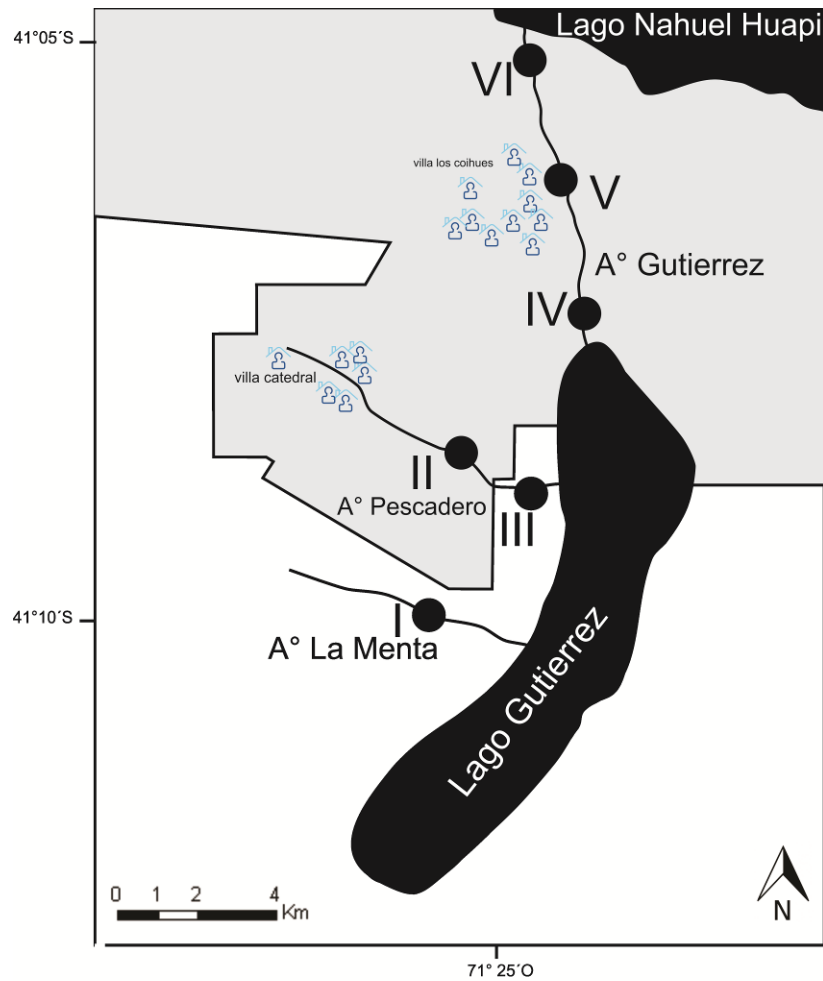 Lago Nahuel Huapi
41°05´S
VI
villa los coihues
V
A° Gutierrez
IV
villa catedral
II
A° Pescadero
III
41°10´S
I
A° La Menta
Lago Gutierrez
0 1 2 4
Km
N
71° 25´O